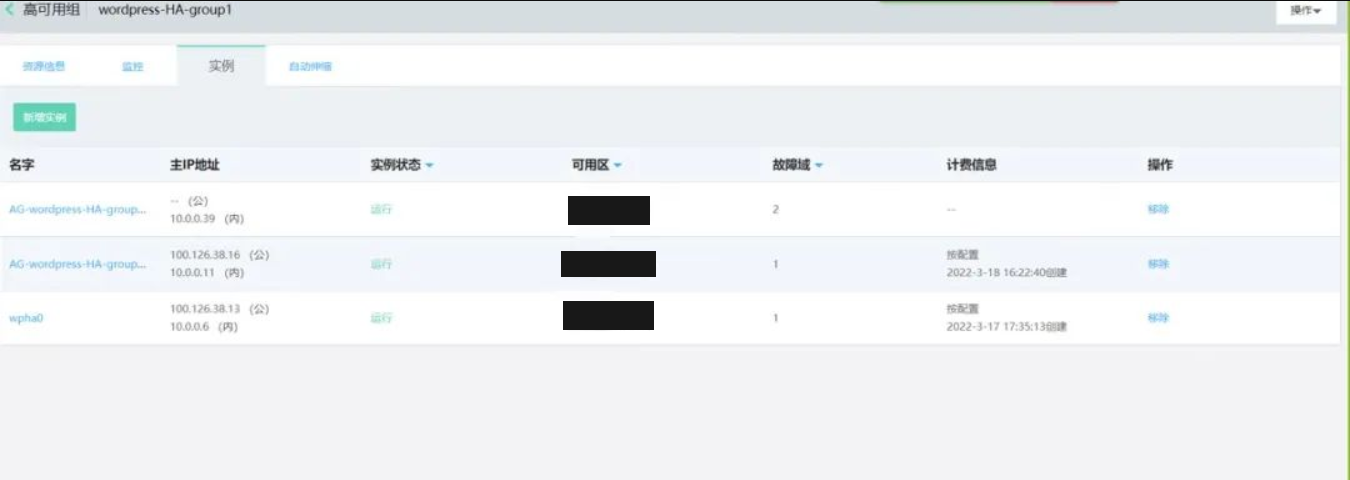 高可用组 wordpress-HA-group1
操作
资源信息 监控 实例 自动伸缩
新增实例
名字 主IP地址 实例状态 可用区 故障域 计费信息 操作
-- (公)
AG-wordpress-HA-group... 运行 2 -- 移除
10.0.0.39 (内)
100.126.38.16 (公) 按配置
AG-wordpress-HA-group... 运行 1 移除
10.0.0.11 (内) 2022-3-18 16:22:40创建
100.126.38.13 (公) 按配置
wpha0 运行 1 移除
10.0.0.6 (内) 2022-3-17 17:35:13创建